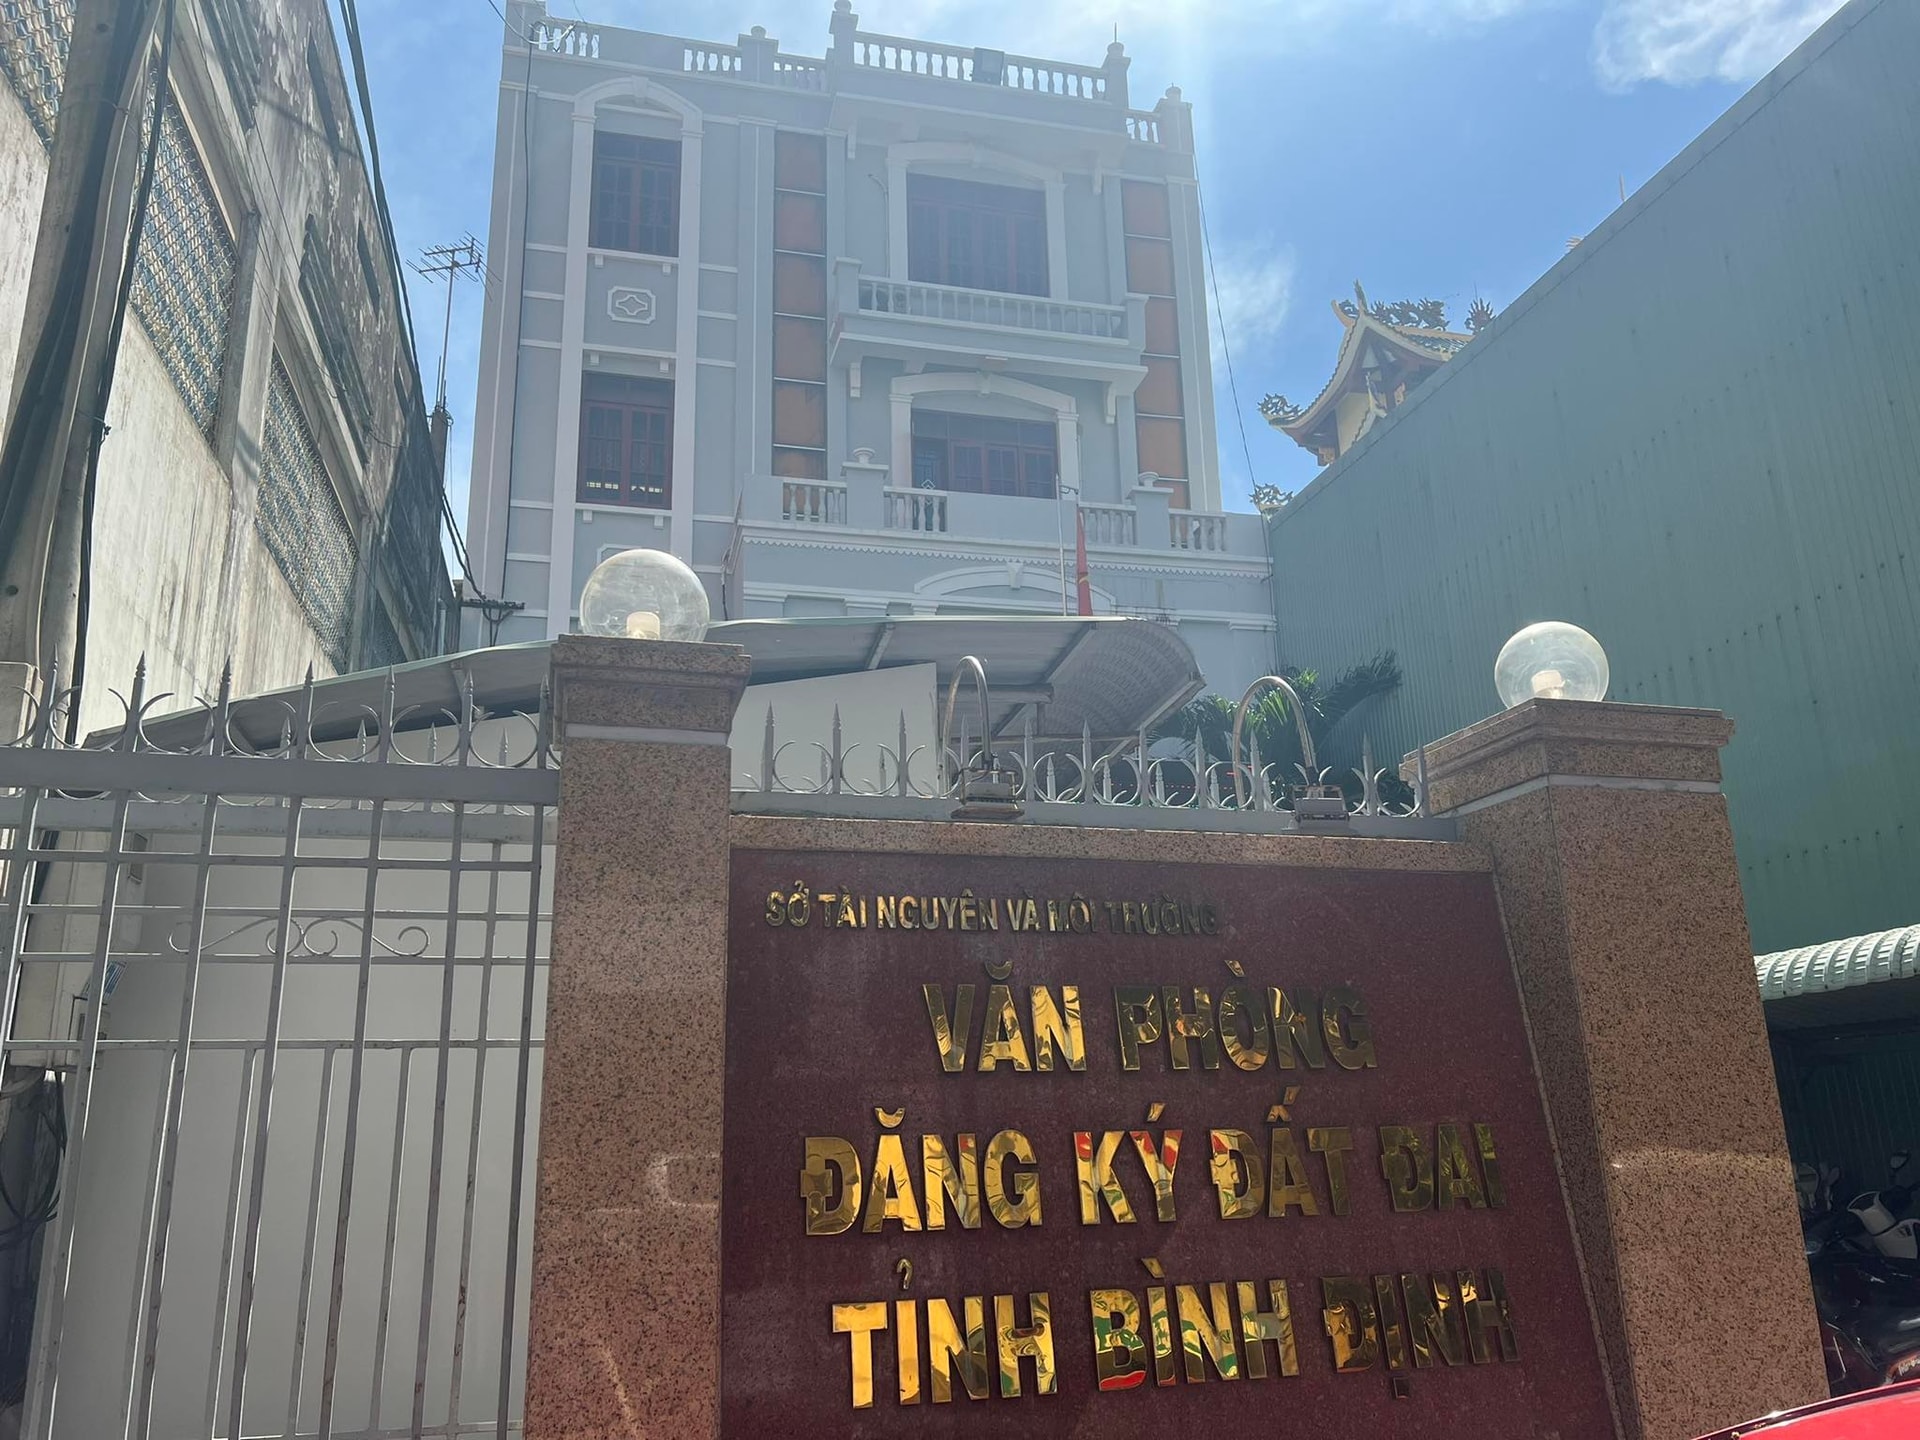 SỞ TÀI NGUYÊN VÀ MÔI TRƯỜNG
VĂN PHÒNG
ĐĂNG KÝ ĐẤT ĐAI
TỈNH BÌNH ĐỊNH